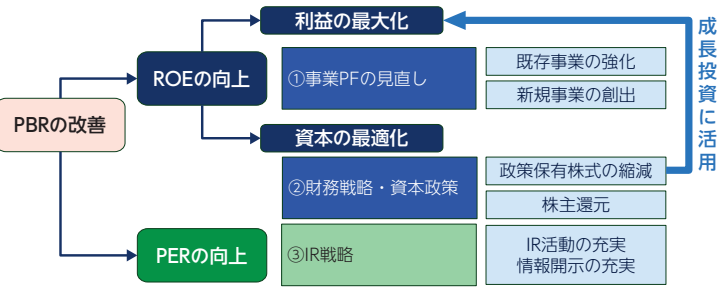 利益の最大化
ROEの向上
①事業PFの見直し
既存事業の強化
新規事業の創出
PBRの改善
資本の最適化
②財務戦略・資本政策
政策保有株式の縮減
株主還元
PERの向上
③IR戦略
IR活動の充実
情報開示の充実
成長投資に活用